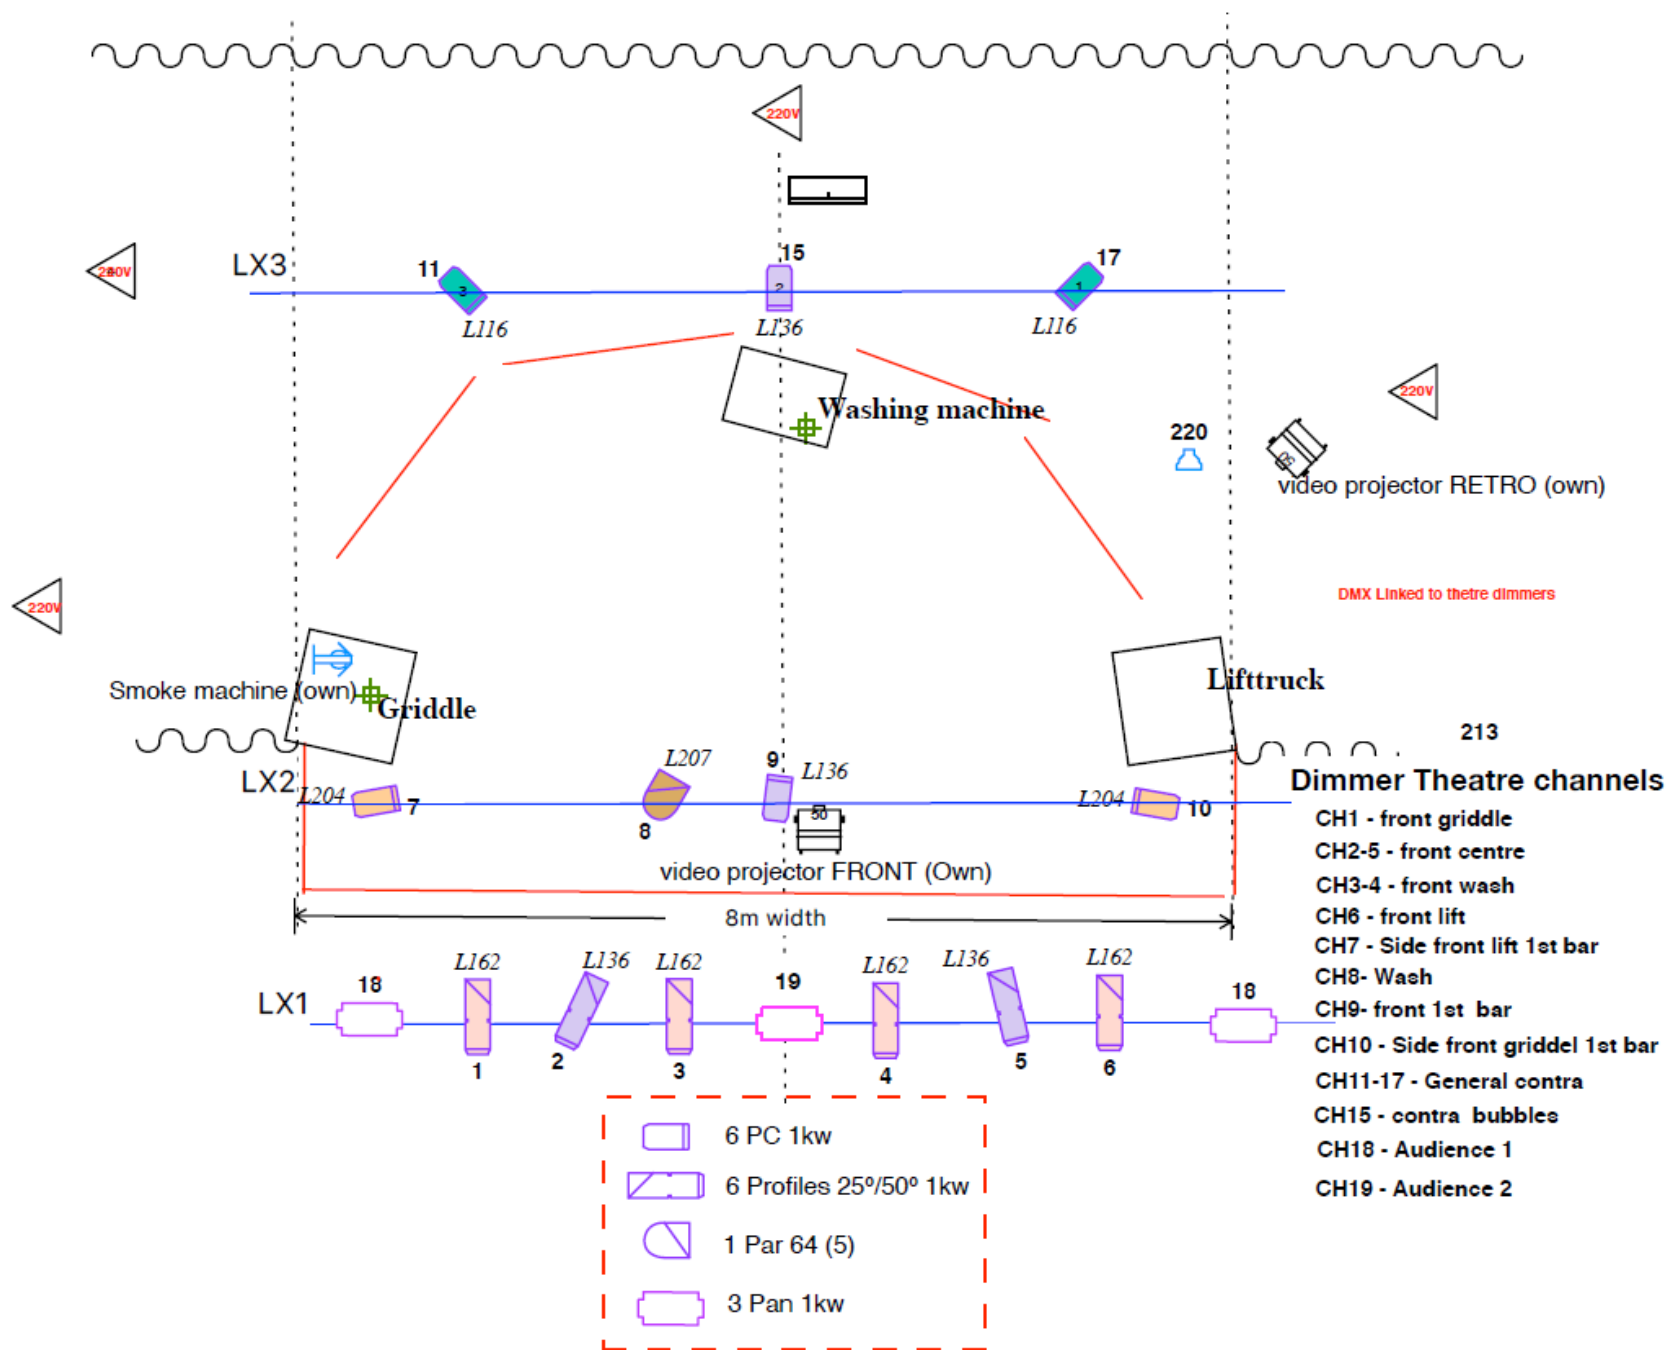 220V
15
LX3
11
17
240V
3
2
1
L116
L136
L116
220V
Washing machine
220
50
video projector RETRO (own)
220V
DMX Linked to thetre dimmers
Smoke machine (own)
Griddle
Lifttruck
213
LX2
L204
7
L207
8
9
L136
50
L204
10
video projector FRONT (Own)
8m width
Dimmer Theatre channels
CH1 - front griddle
CH2-5 - front centre
CH3-4 - front wash
CH6 - front lift
CH7 - Side front lift 1st bar
CH8- Wash
CH9- front 1st bar
CH10 - Side front griddel 1st bar
CH11-17 - General contra
CH15 - contra bubbles
CH18 - Audience 1
CH19 - Audience 2
LX1
18
L162
L136
L162
19
L162
L136
L162
18
1
2
3
4
5
6
6 PC 1kw
6 Profiles 25º/50º 1kw
1 Par 64 (5)
3 Pan 1kw